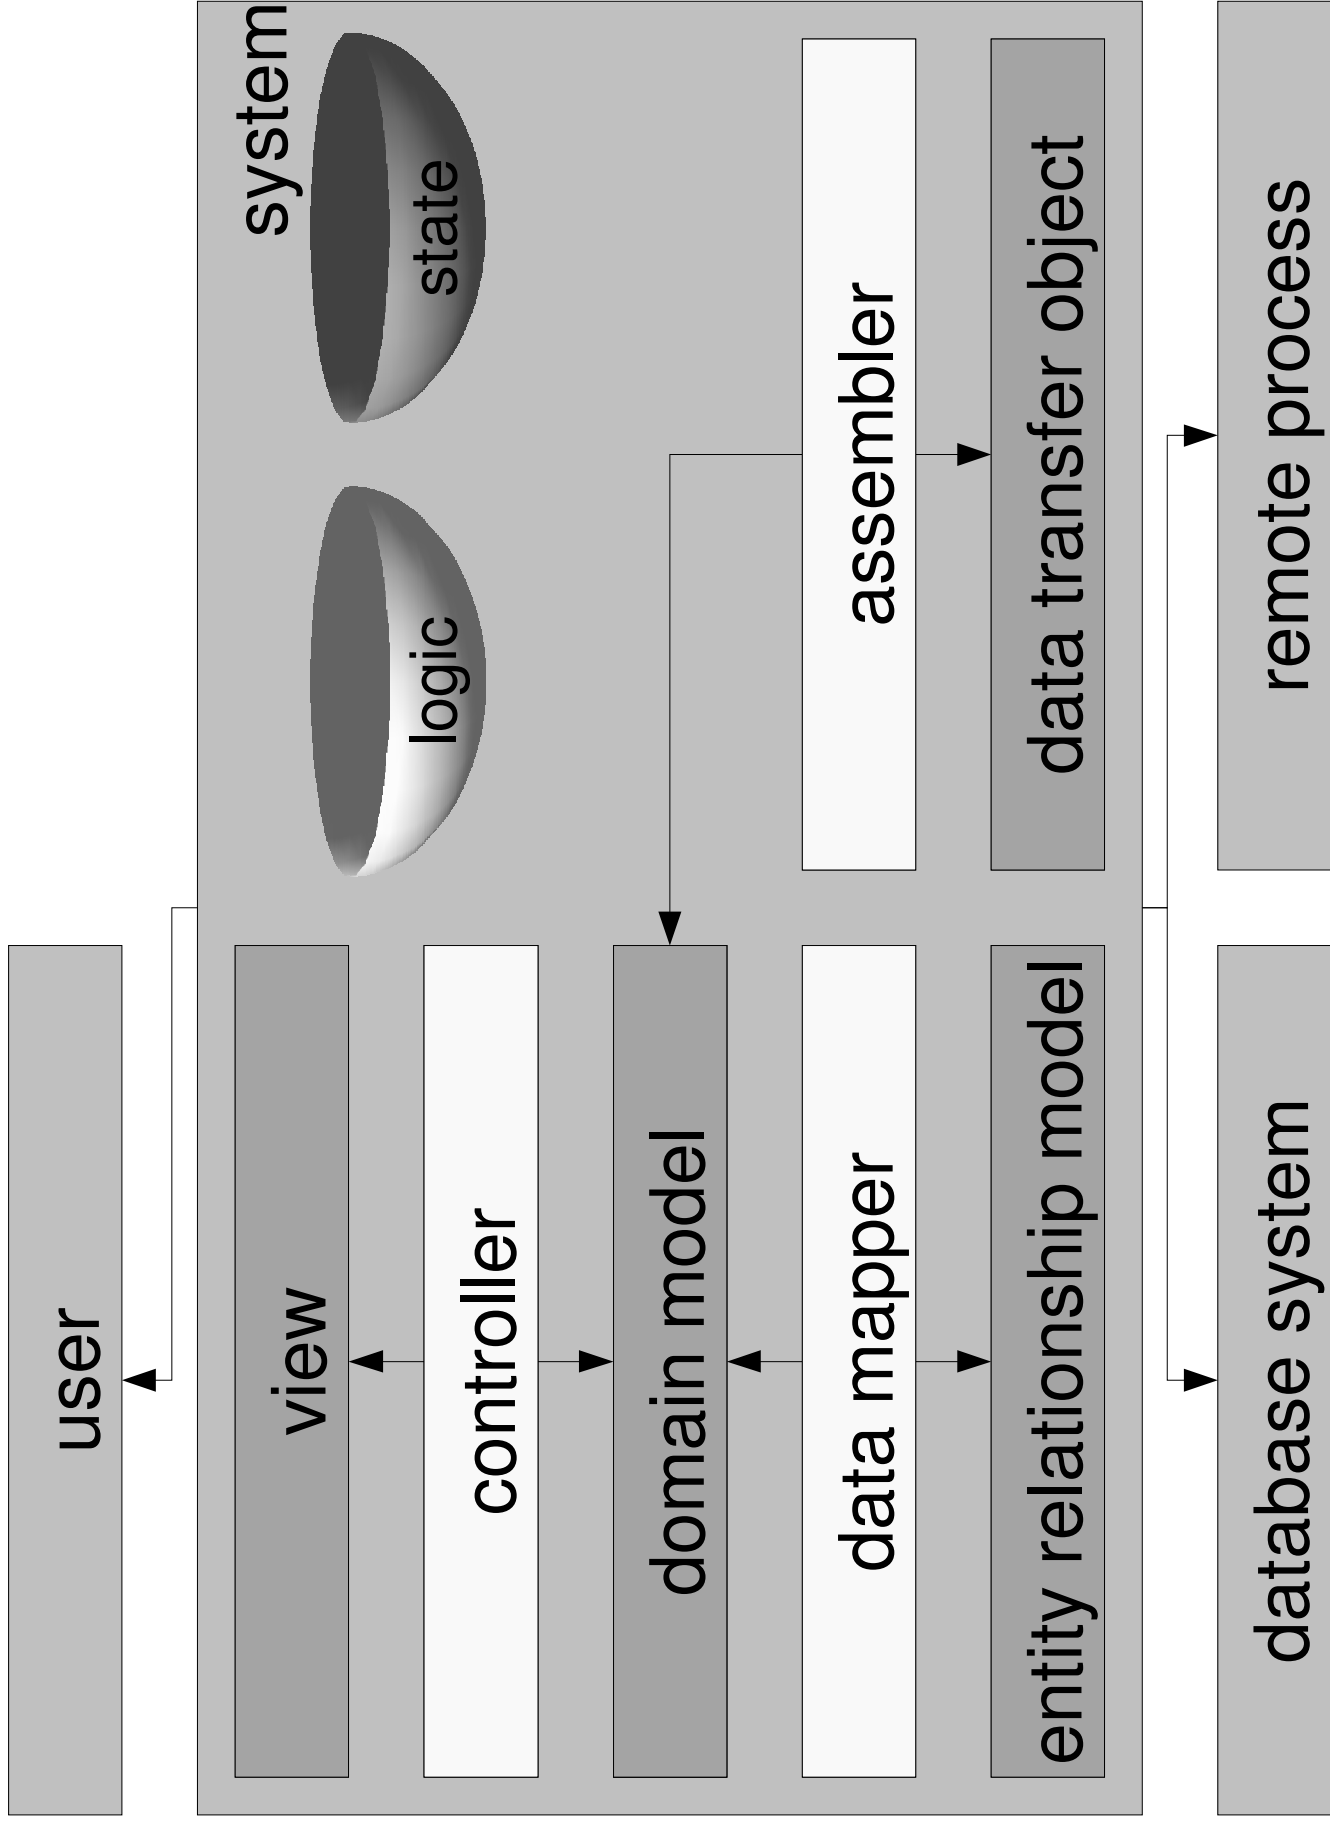 user
system
view
logic
state
controller
domain model
data mapper
assembler
entity relationship model
data transfer object
database system
remote process